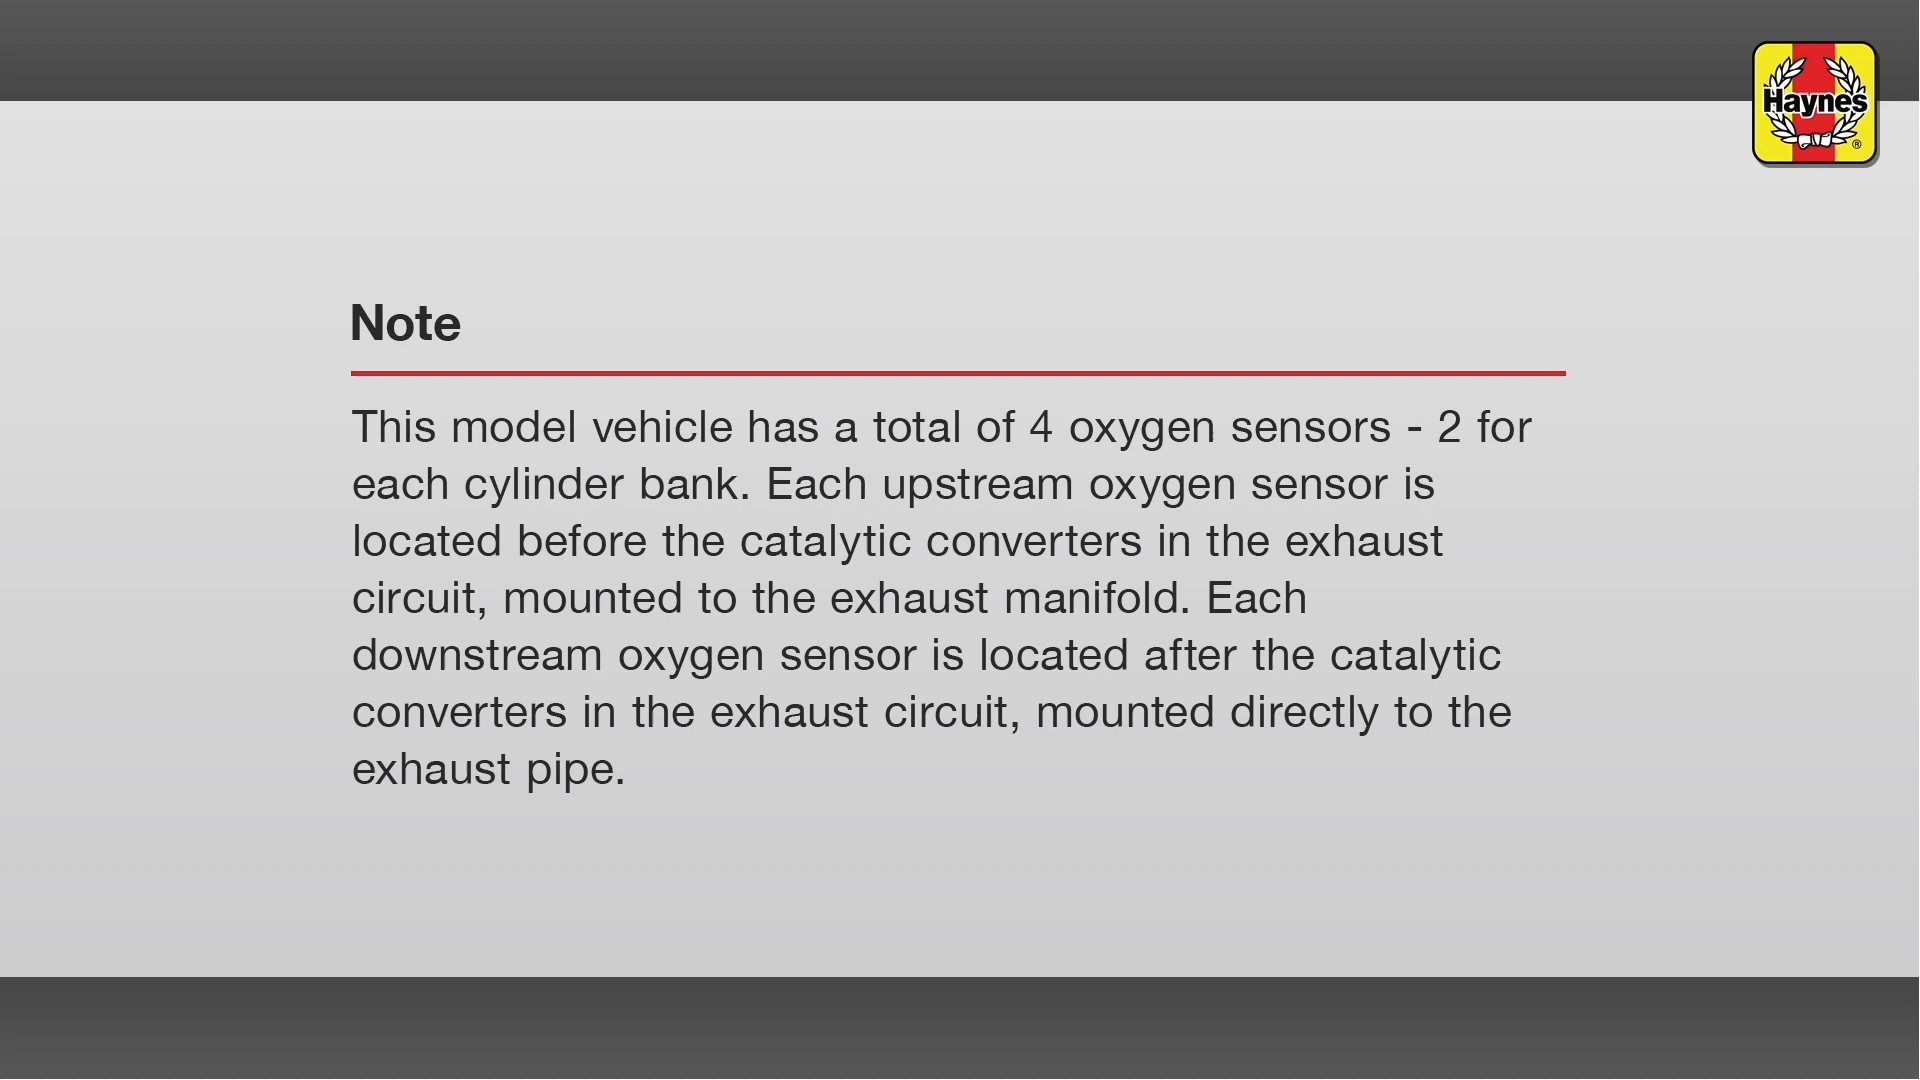 Haynes
®
Note
This model vehicle has a total of 4 oxygen sensors - 2 for
each cylinder bank. Each upstream oxygen sensor is
located before the catalytic converters in the exhaust
circuit, mounted to the exhaust manifold. Each
downstream oxygen sensor is located after the catalytic
converters in the exhaust circuit, mounted directly to the
exhaust pipe.